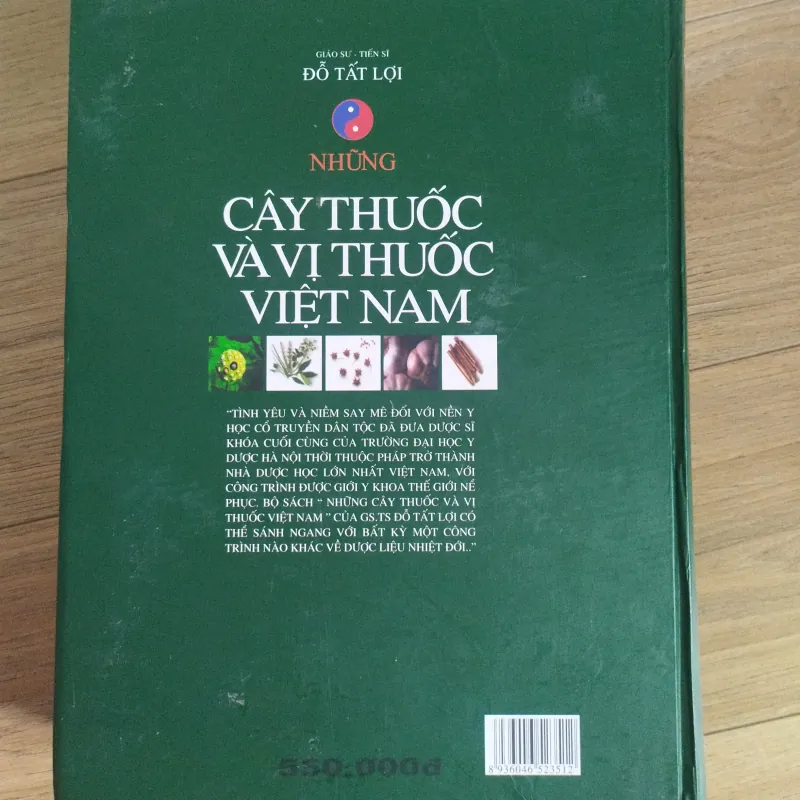 GIÁO SƯ - TIẾN SĨ
ĐỖ TẤT LỢI
NHỮNG
CÂY THUỐC
VÀ VỊ THUỐC
VIỆT NAM
“TÌNH YÊU VÀ NIỀM SAY MÊ ĐỐI VỚI NỀN Y
HỌC CỔ TRUYỀN DÂN TỘC ĐÃ ĐƯA DƯỢC SĨ
KHÓA CUỐI CÙNG CỦA TRƯỜNG ĐẠI HỌC Y
DƯỢC HÀ NỘI THỜI THUỘC PHÁP TRỞ THÀNH
NHÀ DƯỢC HỌC LỚN NHẤT VIỆT NAM, VỚI
CÔNG TRÌNH ĐƯỢC GIỚI Y KHOA THẾ GIỚI NỂ
PHỤC. BỘ SÁCH “ NHỮNG CÂY THUỐC VÀ VỊ
THUỐC VIỆT NAM ” CỦA GS.TS ĐỖ TẤT LỢI CÓ
THỂ SÁNH NGANG VỚI BẤT KỲ MỘT CÔNG
TRÌNH NÀO KHÁC VỀ DƯỢC LIỆU NHIỆT ĐỚI..”
550.000đ
8 936046 523512